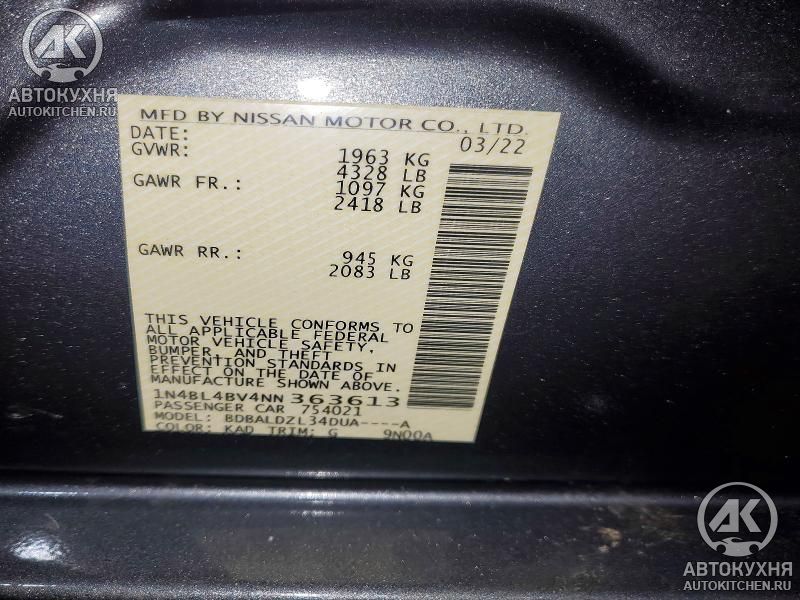 АК
АВТОКУХНЯ
AUTOKITCHEN.RU
MFD BY NISSAN MOTOR CO., LTD.
DATE: 03/22
GVWR: 1963 KG
4328 LB
GAWR FR.: 1097 KG
2418 LB
GAWR RR.: 945 KG
2083 LB
THIS VEHICLE CONFORMS TO
ALL APPLICABLE FEDERAL
MOTOR VEHICLE SAFETY,
BUMPER, AND THEFT
PREVENTION STANDARDS IN
EFFECT ON THE DATE OF
MANUFACTURE SHOWN ABOVE.
1N4BL4BV4NN363613
PASSENGER CAR 754021
MODEL: BDBALDZL34DUA----A
COLOR: KAD TRIM: G 9N00A
АК
АВТОКУХНЯ
AUTOKITCHEN.RU